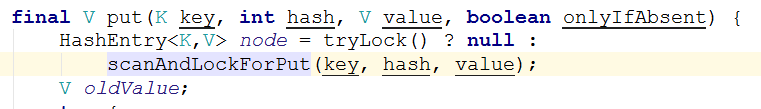 final V put(K key, int hash, V value, boolean onlyIfAbsent) {
HashEntry<K,V> node = tryLock() ? null :
scanAndLockForPut(key, hash, value);
V oldValue;